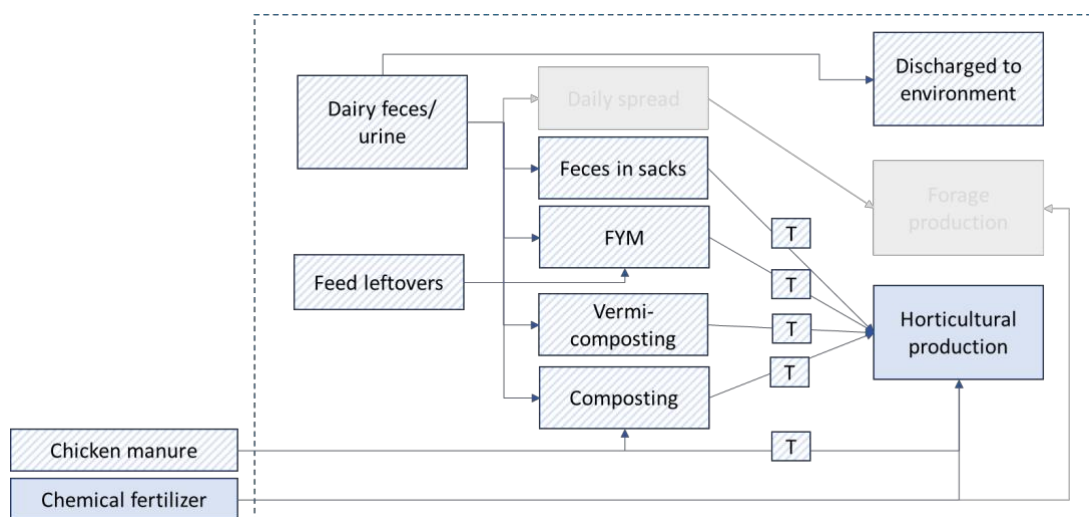 Discharged to
environment
Dairy feces/
urine
Daily spread
Feces in sacks
Forage
production
FYM
T
Feed leftovers
T
Vermi-
composting
T
Horticultural
production
Composting
T
Chicken manure
T
Chemical fertilizer